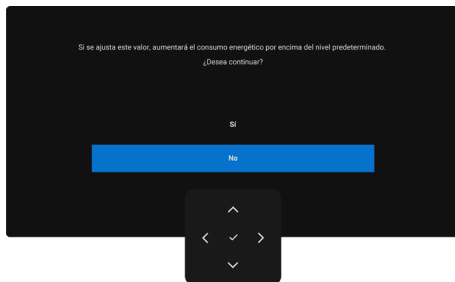 Si se ajusta este valor, aumentará el consumo energético por encima del nivel predeterminado.
¿Desea continuar?
Sí
No